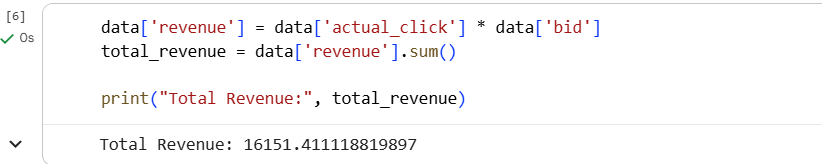 [6]
0s
data['revenue'] = data['actual_click'] * data['bid']
total_revenue = data['revenue'].sum()
print("Total Revenue:", total_revenue)
Total Revenue: 16151.411118819897